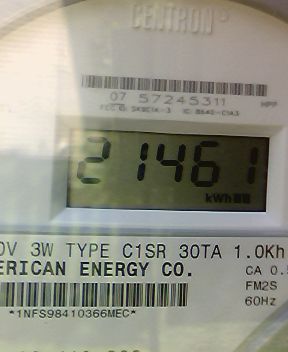 CENTRON
07 57245311 HPP
21461
kWh
V 3W TYPE C1SR 30TA 1.0Kh
ERICAN ENERGY CO.
CA 0.5
FM2S
*1NFS98410366MEC*
60Hz